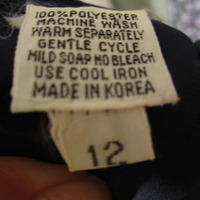 100% POLYESTER
MACHINE WASH
WARM SEPARATELY
GENTLE CYCLE
MILD SOAP NO BLEACH
USE COOL IRON
MADE IN KOREA
12